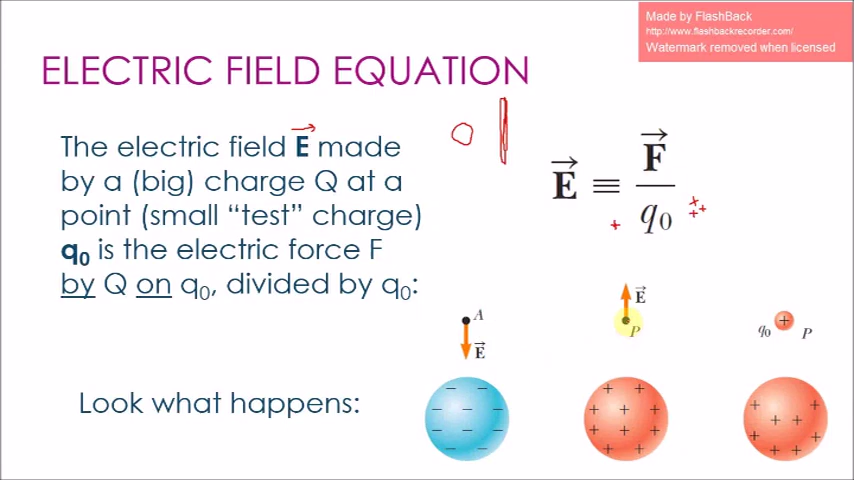 Made by FlashBack
http://www.flashbackrecorder.com/
Watermark removed when licensed
ELECTRIC FIELD EQUATION
The electric field E made
by a (big) charge Q at a
point (small “test” charge)
q₀ is the electric force F
by Q on q₀, divided by q₀:
E ≡ F / q₀
+ + + +
A
E
E
P
q₀ + P
Look what happens:
− −
− − −
− − −
− −
+ +
+ + +
+ + +
+ +
+ +
+ +
+ +
+ +